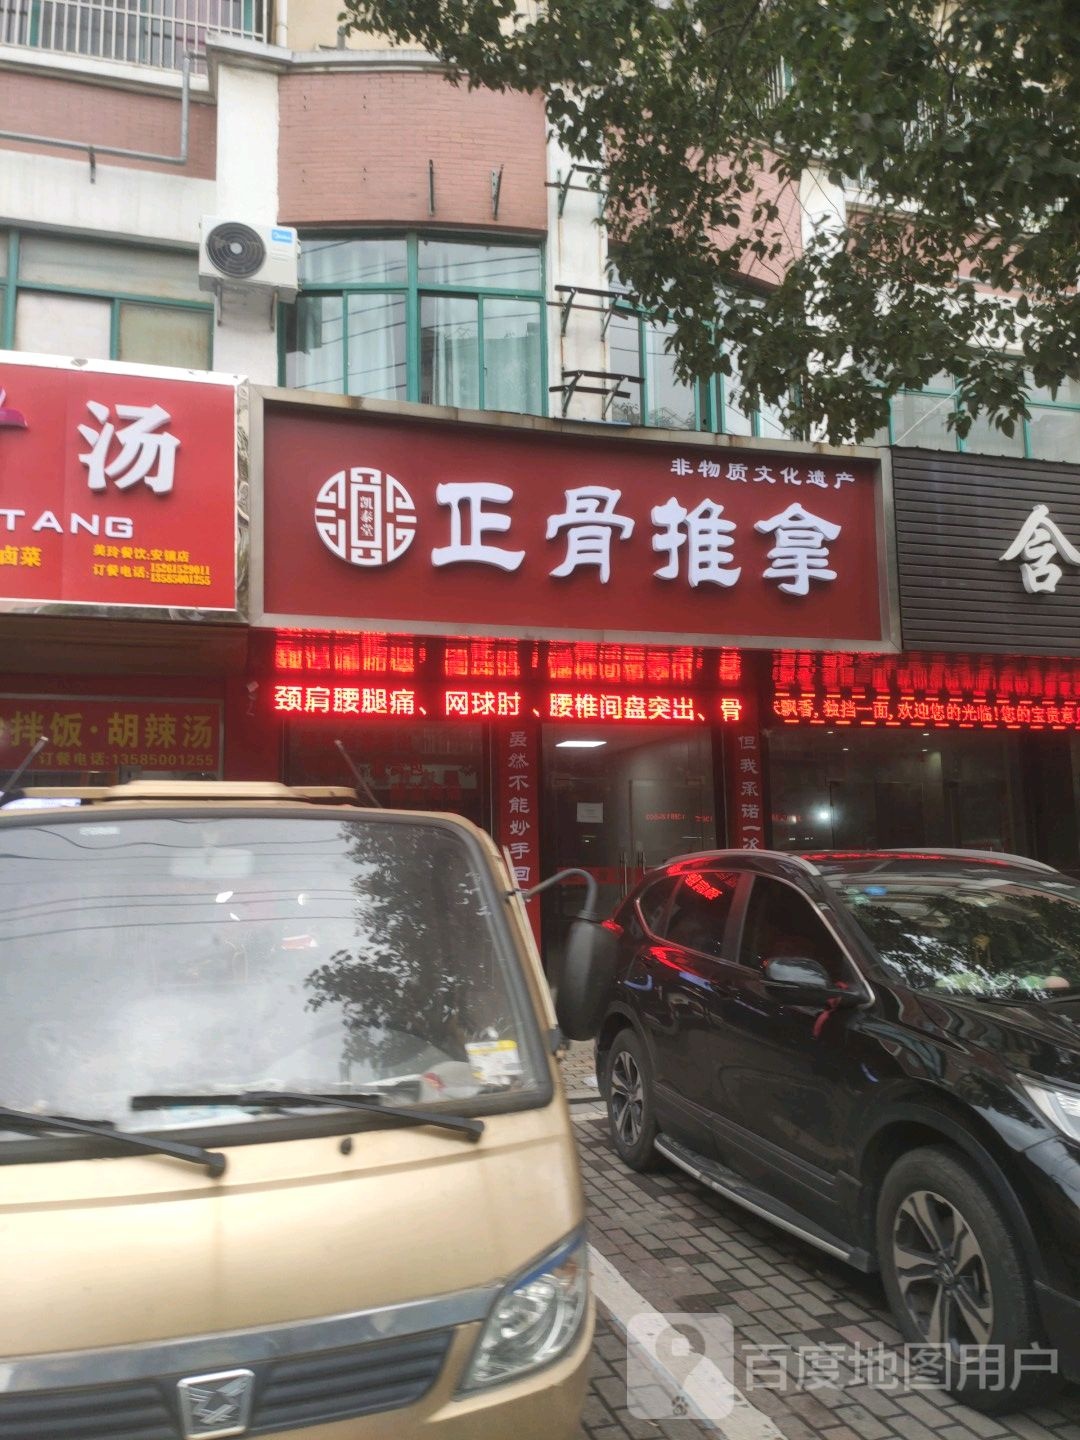 汤
TANG
卤菜
美玲餐饮:安镇店
订餐电话:
15261529011
13585001255
非物质文化遗产
凯泰堂
正骨推拿
含
颈肩腰腿痛、网球肘、腰椎间盘突出、骨
飘香,独挡一面,欢迎您的光临!您的宝贵意
拌饭·胡辣汤
订餐电话:13585001255
虽然不能妙手回
但我承诺一
百度地图用户